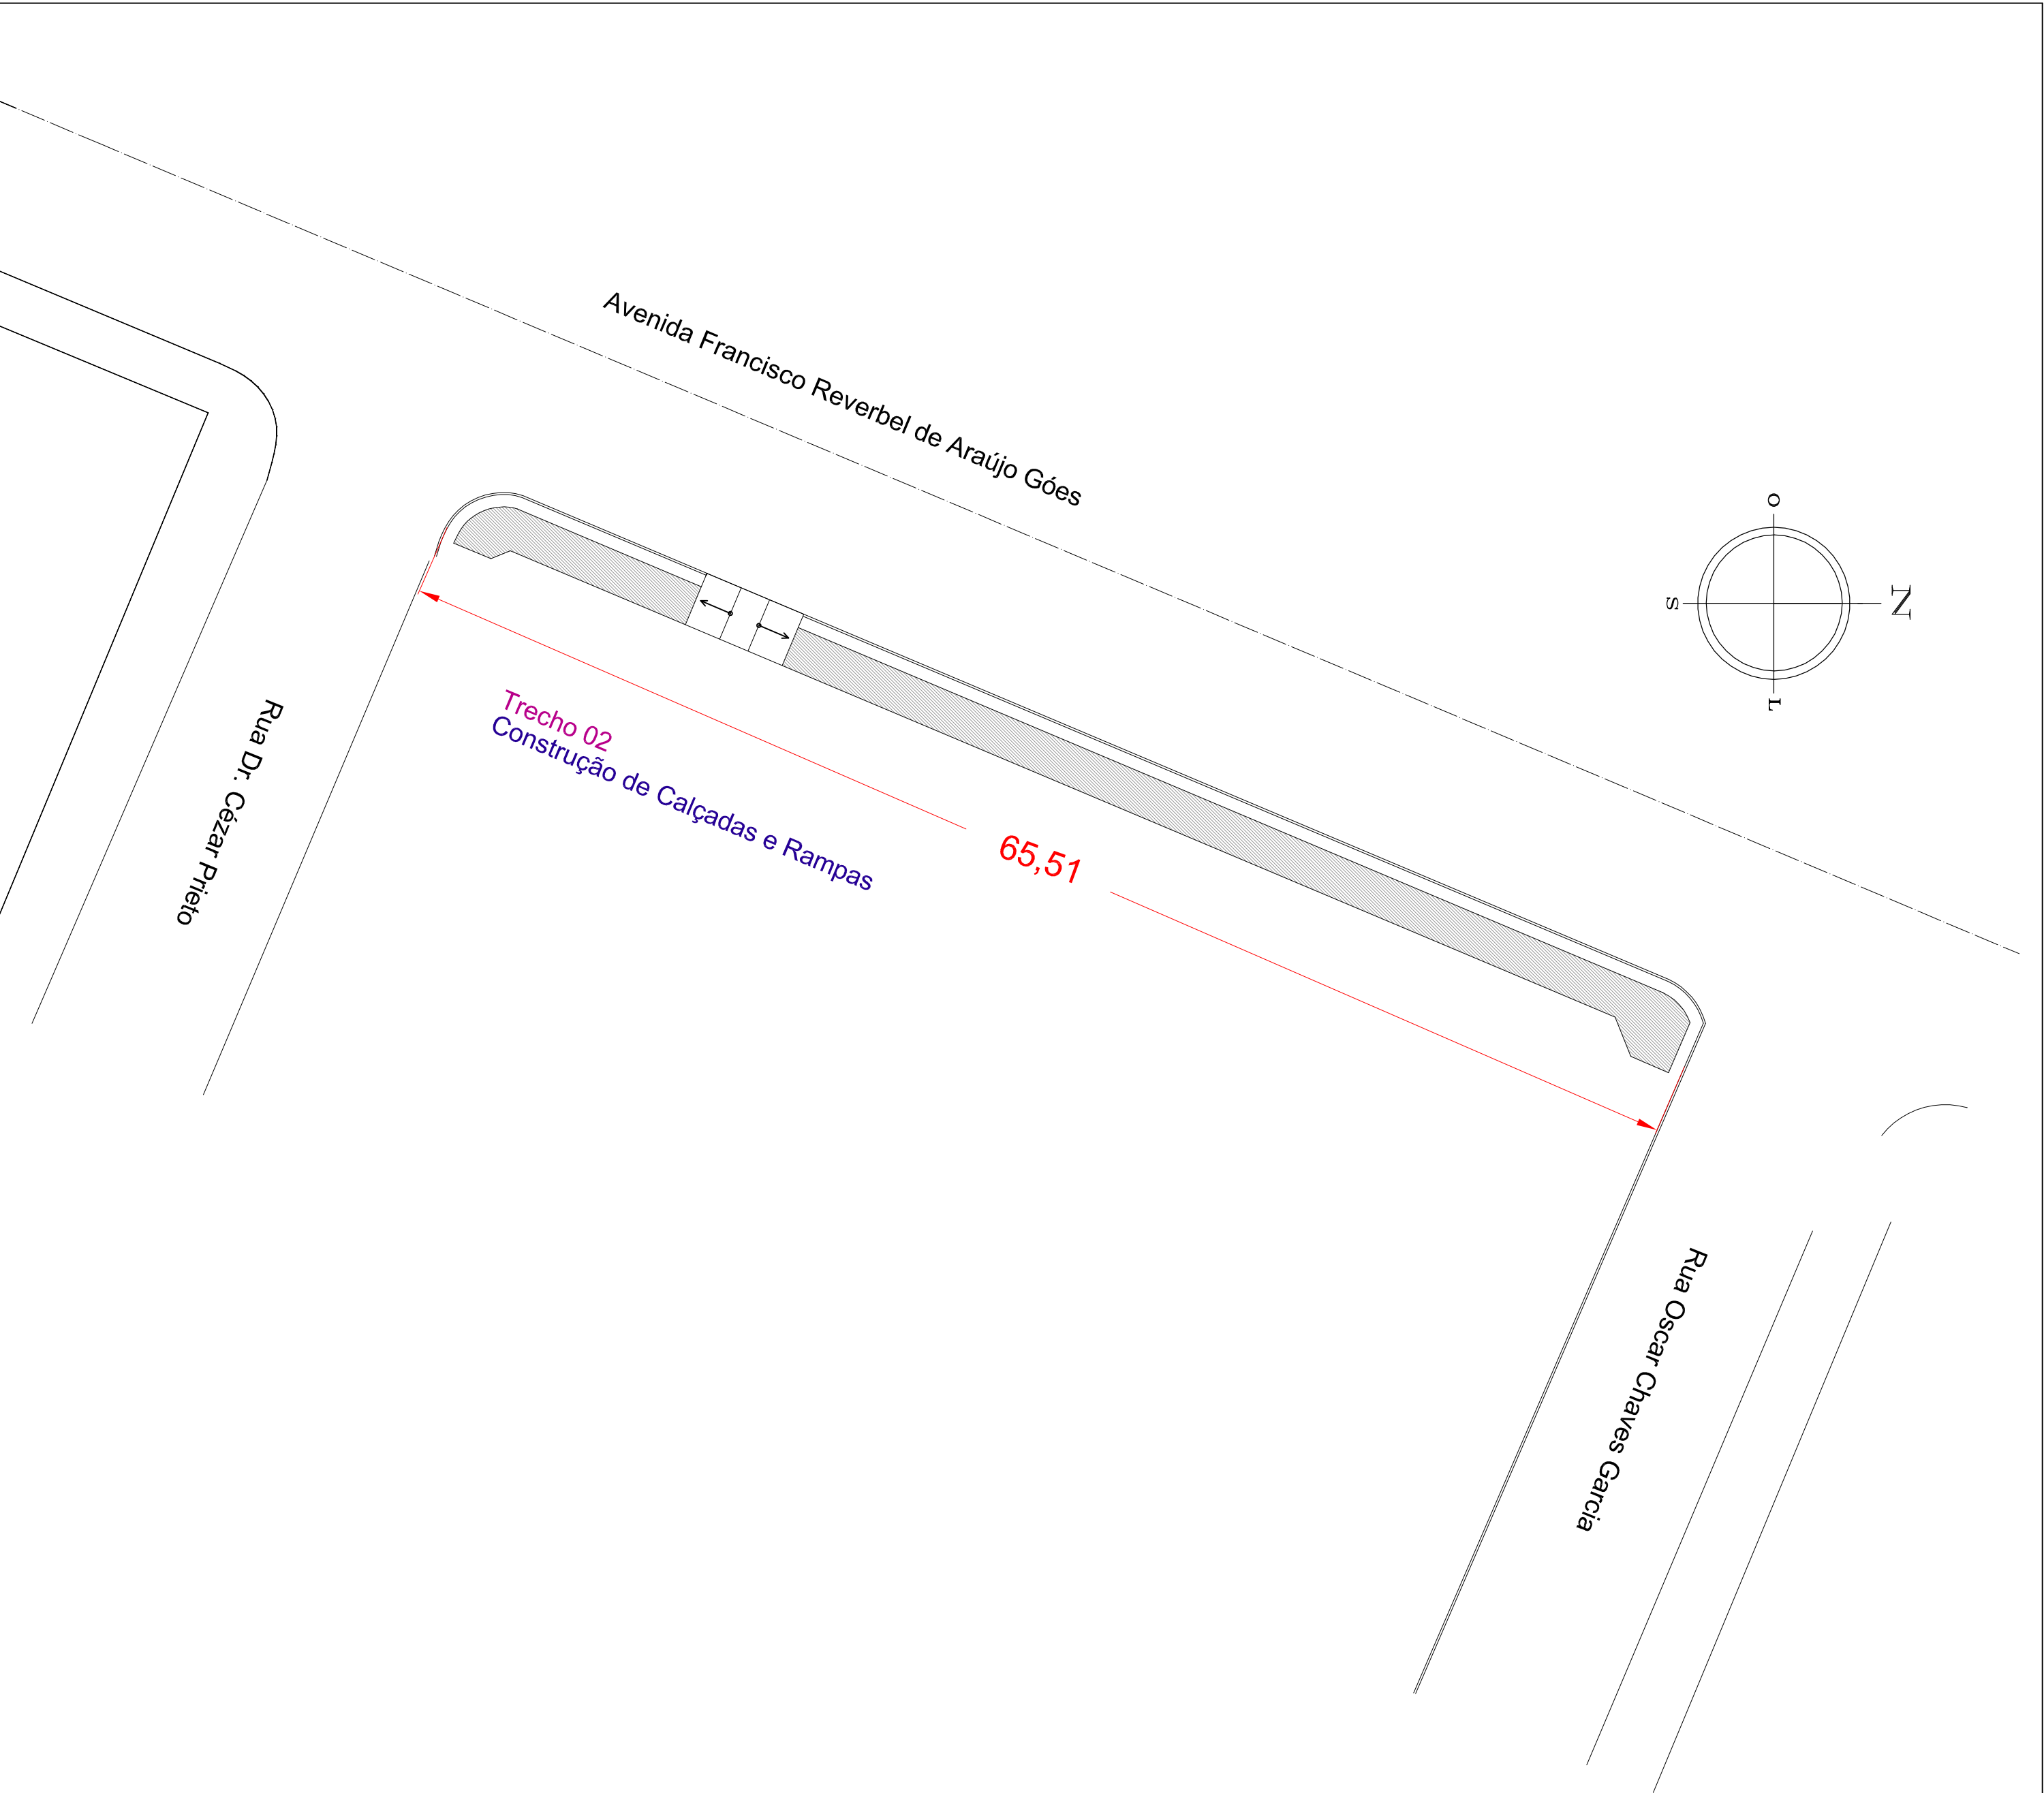 Avenida Francisco Reverbel de Araújo Góes
O
S
N
L
Trecho 02
Construção de Calçadas e Rampas
65,51
Rua Dr. Cézar Prieto
Rua Oscar Chaves Garcia